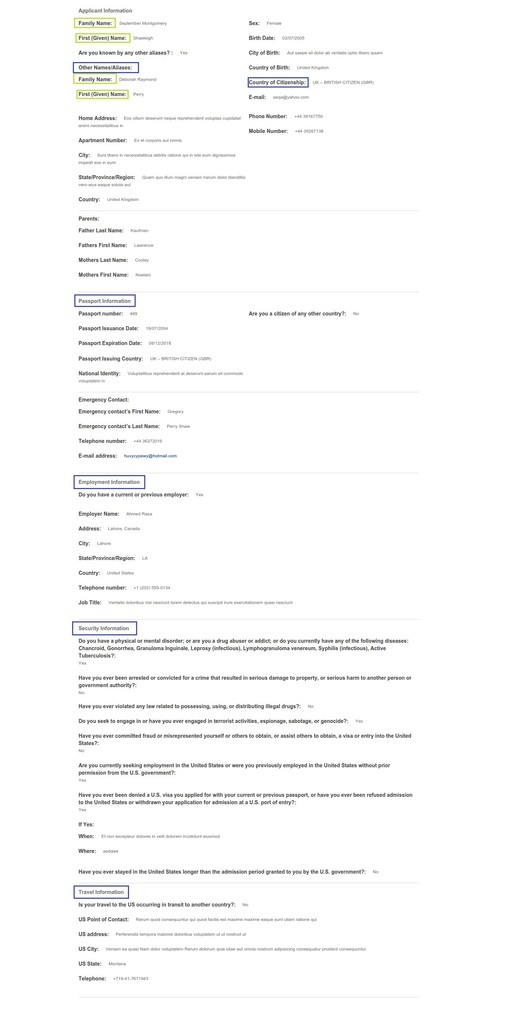 Applicant Information
Family Name: September Montgomery
Sex: Female
First (Given) Name: Shawleigh
Birth Date: 02/07/2005
Are you known by any other aliases? : Yes
City of Birth: Aut saepe sit dolor ab veritatis optio libero ipsam
Other Names/Aliases:
Country of Birth: United Kingdom
Family Name: Deborah Raymond
Country of Citizenship: UK – BRITISH CITIZEN (GBR)
First (Given) Name: Perry
E-mail: @yahoo.com
Home Address: Eos cillum deserunt neque reprehenderit voluptas cupidatat
animi necessitatibus in
Phone Number: +44 39167750
Apartment Number: Ex et corporis aut omnis
Mobile Number: +44 39267138
City: Sunt libero in necessitatibus debitis ratione qui in iste eum dignissimos
impedit esse in eum
State/Province/Region: Quam quo illum magni veniam harum dolor blanditiis
vero eius eaque soluta aut
Country: United Kingdom
Parents:
Father Last Name: Kaufman
Fathers First Name: Lawrence
Mothers Last Name: Cooley
Mothers First Name: Noelani
Passport Information
Passport number: 449
Are you a citizen of any other country?: No
Passport Issuance Date: 19/07/2004
Passport Expiration Date: 08/12/2018
Passport Issuing Country: UK – BRITISH CITIZEN (GBR)
National Identity: Voluptatibus reprehenderit at deserunt earum sit commodo
voluptatem in
Emergency Contact:
Emergency contact's First Name: Gregory
Emergency contact's Last Name: Perry Shaw
Telephone number: +44 36372016
E-mail address: huvycypewy@hotmail.com
Employment Information
Do you have a current or previous employer: Yes
Employer Name: Ahmed Raza
Address: Lahore, Canada
City: Lahore
State/Province/Region: LA
Country: United States
Telephone number: +1 (202) 555-0134
Job Title: Veritatis doloribus nisi nesciunt lorem delectus qui suscipit irure exercitationem quasi nesciunt
Security Information
Do you have a physical or mental disorder; or are you a drug abuser or addict; or do you currently have any of the following diseases:
Chancroid, Gonorrhea, Granuloma Inguinale, Leprosy (infectious), Lymphogranuloma venereum, Syphilis (infectious), Active
Tuberculosis?:
Yes
Have you ever been arrested or convicted for a crime that resulted in serious damage to property, or serious harm to another person or
government authority?:
No
Have you ever violated any law related to possessing, using, or distributing illegal drugs?: No
Do you seek to engage in or have you ever engaged in terrorist activities, espionage, sabotage, or genocide?: Yes
Have you ever committed fraud or misrepresented yourself or others to obtain, or assist others to obtain, a visa or entry into the United
States?:
No
Are you currently seeking employment in the United States or were you previously employed in the United States without prior
permission from the U.S. government?:
Yes
Have you ever been denied a U.S. visa you applied for with your current or previous passport, or have you ever been refused admission
to the United States or withdrawn your application for admission at a U.S. port of entry?:
Yes
If Yes:
When: Et non excepteur dolores in velit dolorem incididunt eiusmod
Where:
Have you ever stayed in the United States longer than the admission period granted to you by the U.S. government?: No
Travel Information
Is your travel to the US occurring in transit to another country?: No
US Point of Contact: Rerum quod consequuntur qui quod facilis est maxime maxime eaque sunt ullam ratione qui
US address: Perferendis tempora maiores doloribus voluptatem ut ut nostrud ut
US City: Veniam ea quasi Nam dolor voluptatem Rerum dolorum quia vitae aut omnis nostrum adipisicing consequatur proident consequuntur
US State: Montana
Telephone: +719-41-7671943